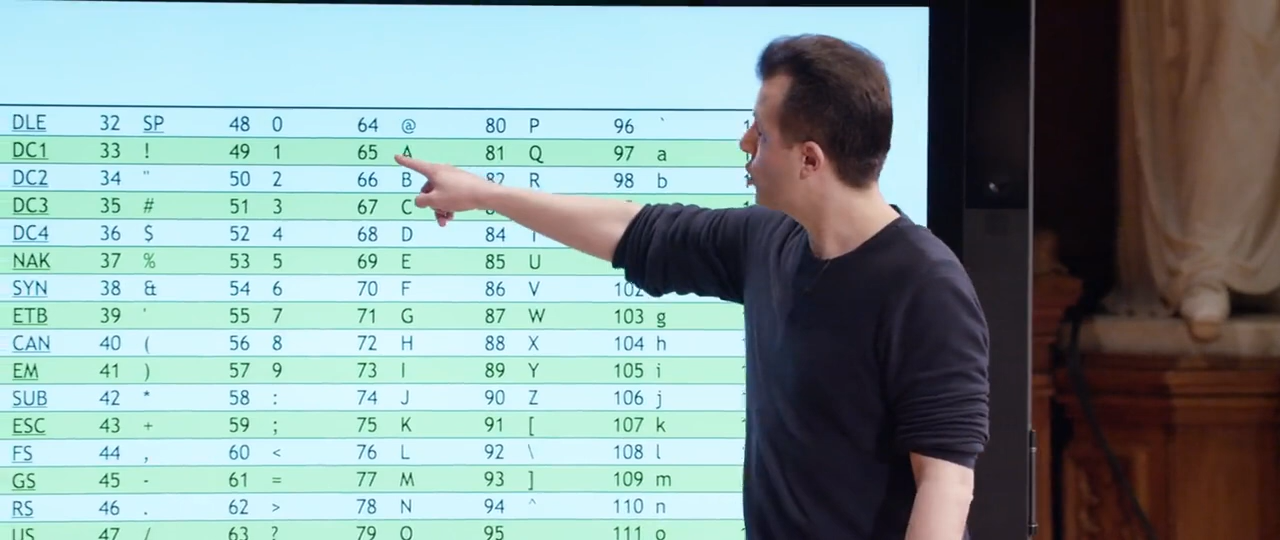 DLE 32 SP 48 0 64 @ 80 P 96 `
DC1 33 ! 49 1 65 A 81 Q 97 a
DC2 34 " 50 2 66 B 82 R 98 b
DC3 35 # 51 3 67 C
DC4 36 $ 52 4 68 D 84
NAK 37 % 53 5 69 E 85 U
SYN 38 & 54 6 70 F 86 V 102
ETB 39 ' 55 7 71 G 87 W 103 g
CAN 40 ( 56 8 72 H 88 X 104 h
EM 41 ) 57 9 73 I 89 Y 105 i
SUB 42 * 58 : 74 J 90 Z 106 j
ESC 43 + 59 ; 75 K 91 [ 107 k
FS 44 , 60 < 76 L 92 \ 108 l
GS 45 - 61 = 77 M 93 ] 109 m
RS 46 . 62 > 78 N 94 ^ 110 n
US 47 / 63 ? 79 O 95 111 o